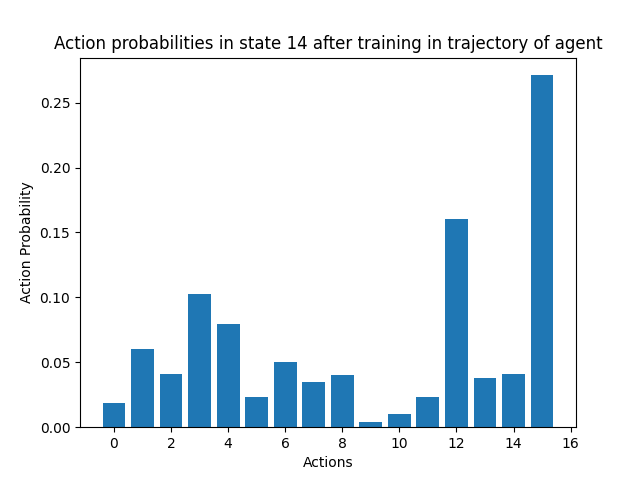 Action probabilities in state 14 after training in trajectory of agent
0.25
0.20
0.15
0.10
0.05
0.00
Action Probability
0 2 4 6 8 10 12 14 16
Actions